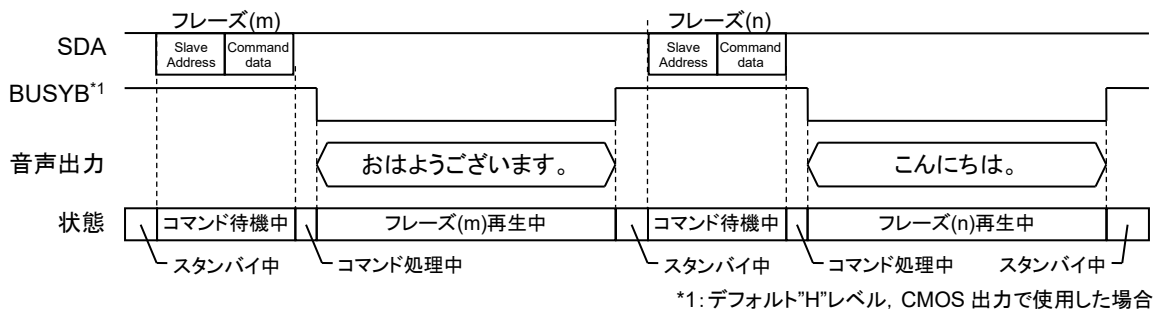 フレーズ(m)
フレーズ(n)
SDA
Slave Address
Command data
Slave Address
Command data
BUSYB*1
音声出力
おはようございます。
こんにちは。
状態
コマンド待機中
フレーズ(m)再生中
コマンド待機中
フレーズ(n)再生中
スタンバイ中
コマンド処理中
スタンバイ中
コマンド処理中
スタンバイ中
*1:デフォルト"H"レベル, CMOS 出力で使用した場合